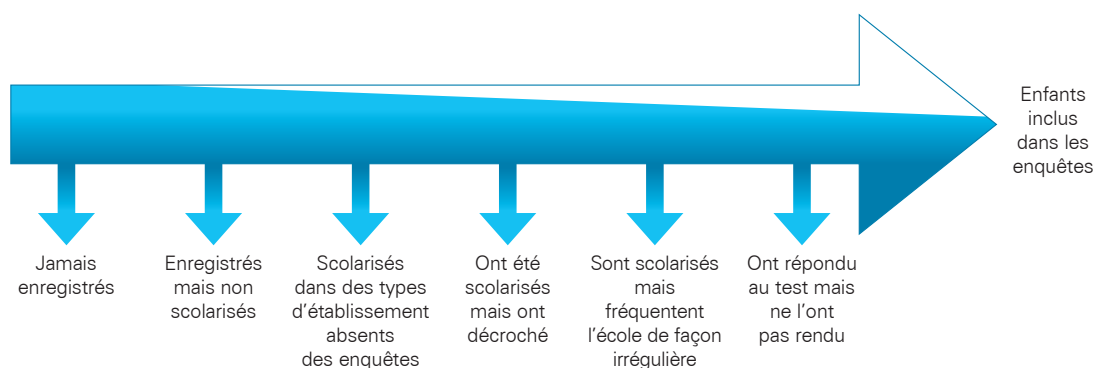 Enfants
inclus
dans les
enquêtes
Jamais
enregistrés
Enregistrés
mais non
scolarisés
Scolarisés
dans des types
d'établissement
absents
des enquêtes
Ont été
scolarisés
mais ont
décroché
Sont scolarisés
mais
fréquentent
l'école de façon
irrégulière
Ont répondu
au test mais
ne l'ont
pas rendu